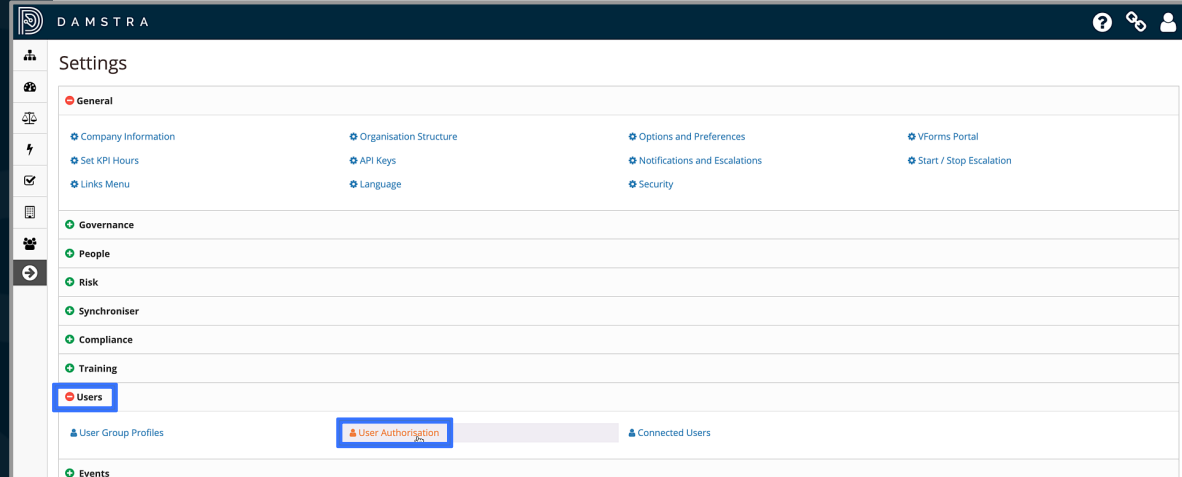 DAMSTRA
Settings
General
Company Information Organisation Structure Options and Preferences VForms Portal
Set KPI Hours API Keys Notifications and Escalations Start / Stop Escalation
Links Menu Language Security
Governance
People
Risk
Synchroniser
Compliance
Training
Users
User Group Profiles User Authorisation Connected Users
Events